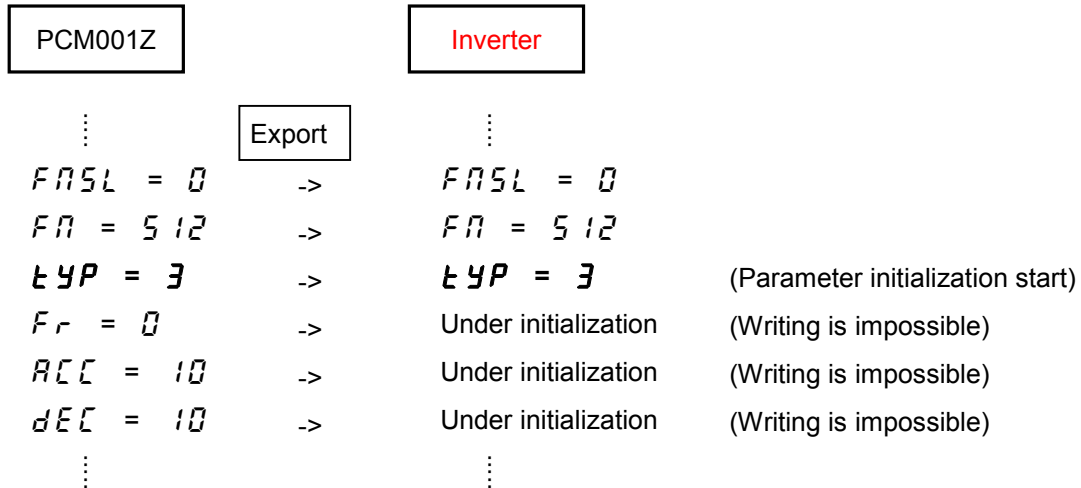 PCM001Z Inverter
Export
FMSL = 0 -> FMSL = 0
FM = 512 -> FM = 512
tYP = 3 -> tYP = 3 (Parameter initialization start)
Fr = 0 -> Under initialization (Writing is impossible)
ACC = 10 -> Under initialization (Writing is impossible)
dEC = 10 -> Under initialization (Writing is impossible)